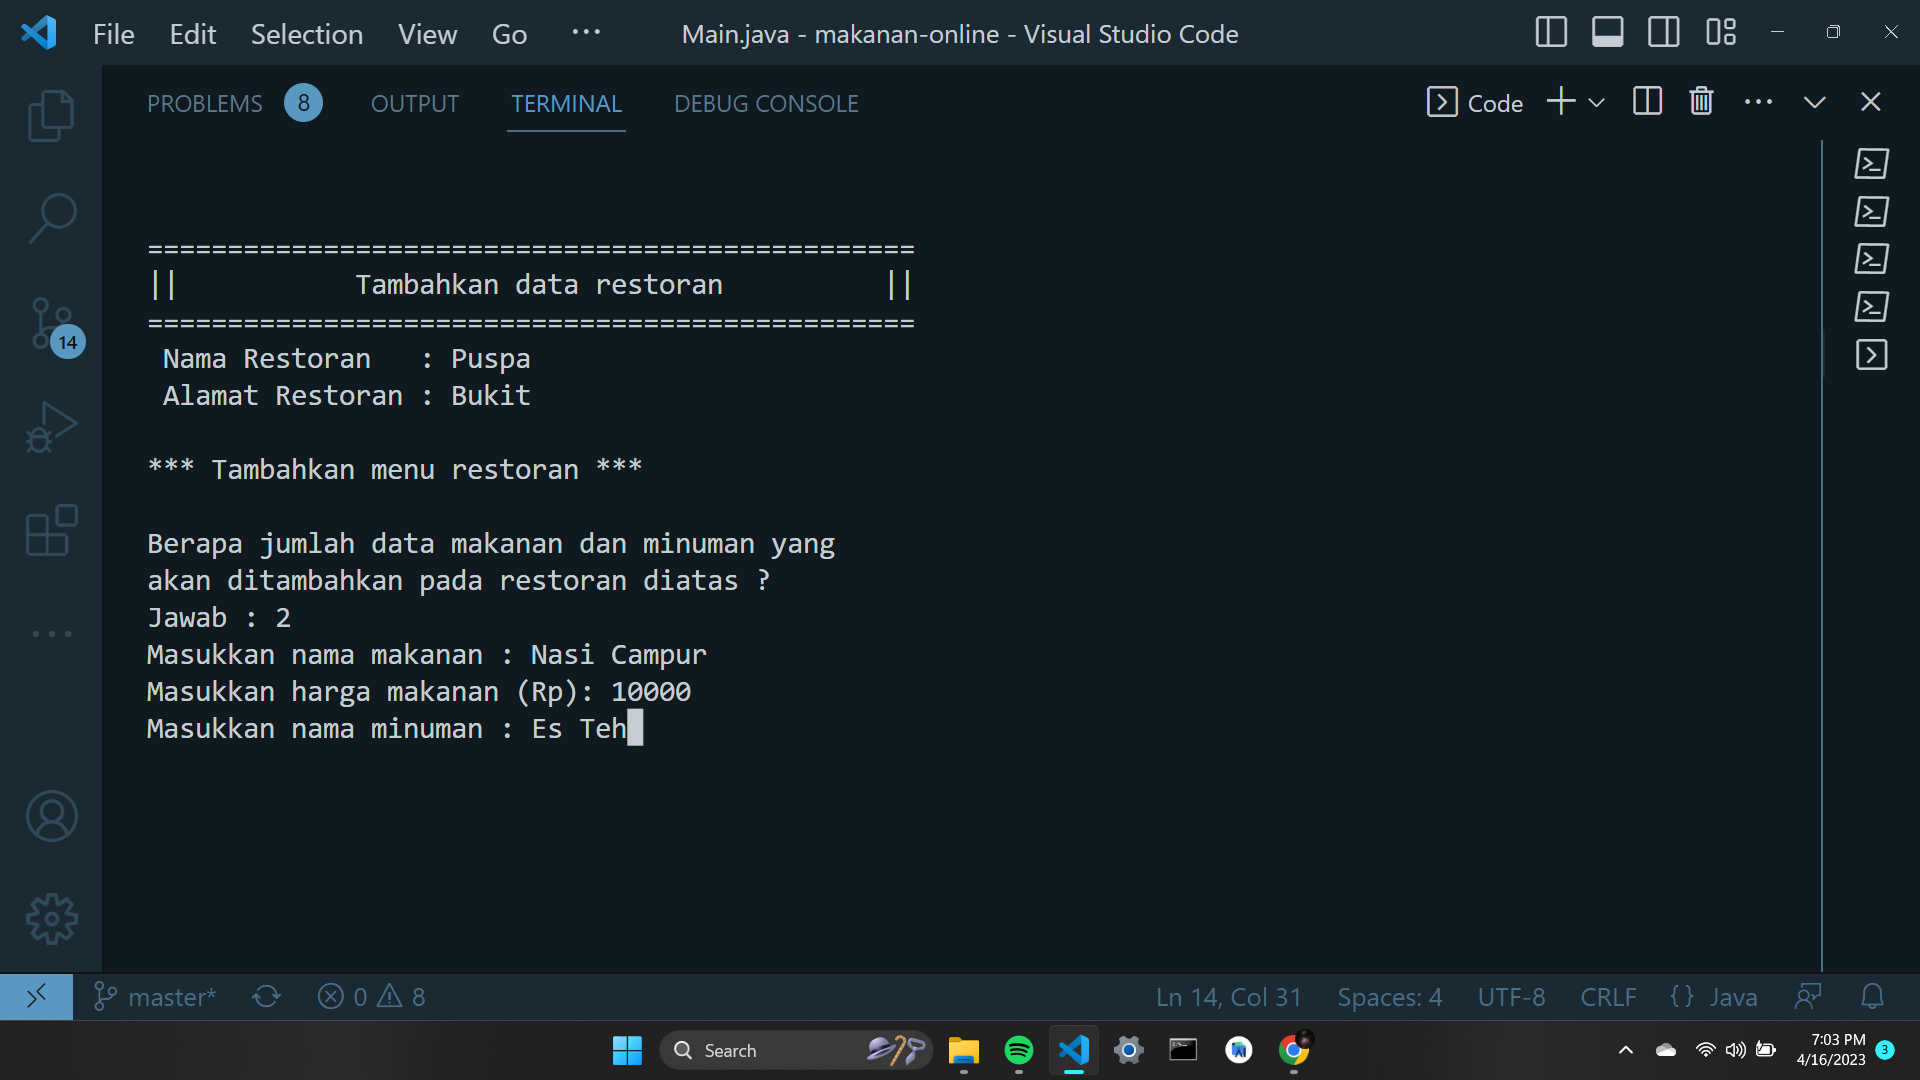 File Edit Selection View Go ··· Main.java - makanan-online - Visual Studio Code
PROBLEMS 8 OUTPUT TERMINAL DEBUG CONSOLE Code
================================================
|| Tambahkan data restoran ||
================================================
Nama Restoran : Puspa
Alamat Restoran : Bukit
*** Tambahkan menu restoran ***
Berapa jumlah data makanan dan minuman yang
akan ditambahkan pada restoran diatas ?
Jawab : 2
Masukkan nama makanan : Nasi Campur
Masukkan harga makanan (Rp): 10000
Masukkan nama minuman : Es Teh
14
master* 0 8 Ln 14, Col 31 Spaces: 4 UTF-8 CRLF {} Java
Search 7:03 PM
4/16/2023 3